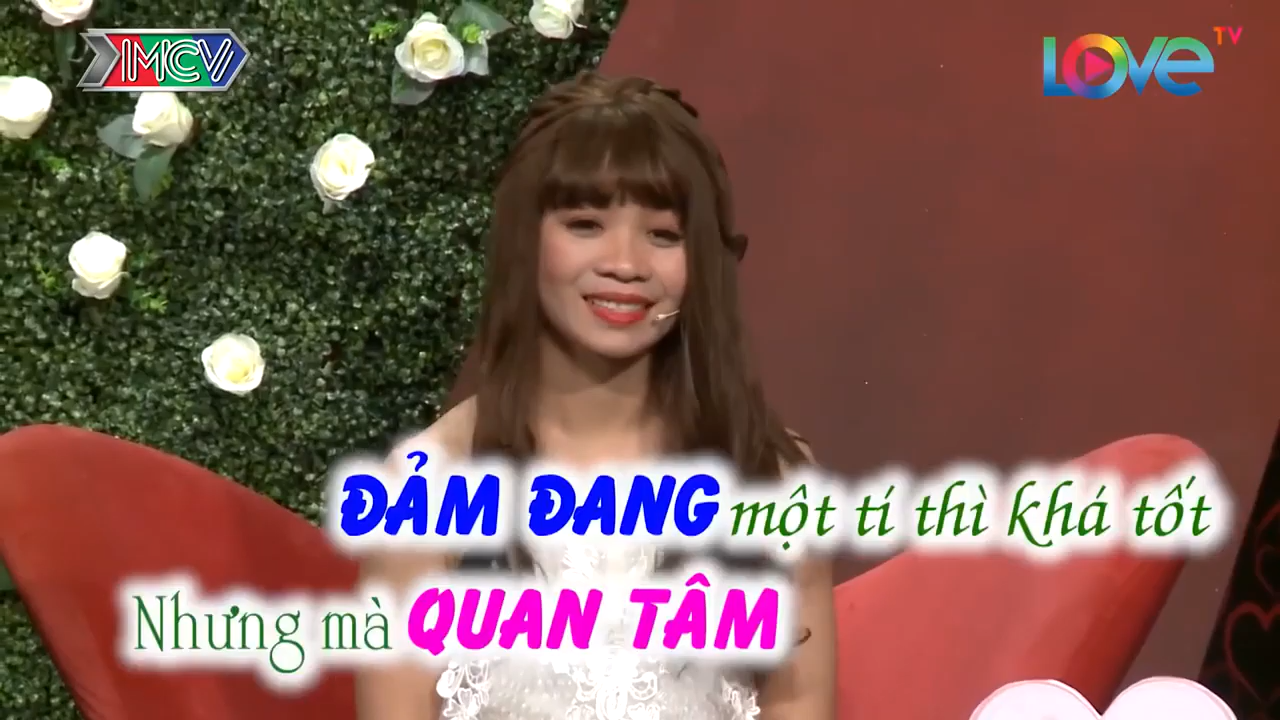 MCV
LOVE TV
ĐẢM ĐANG một tí thì khá tốt
Nhưng mà QUAN TÂM